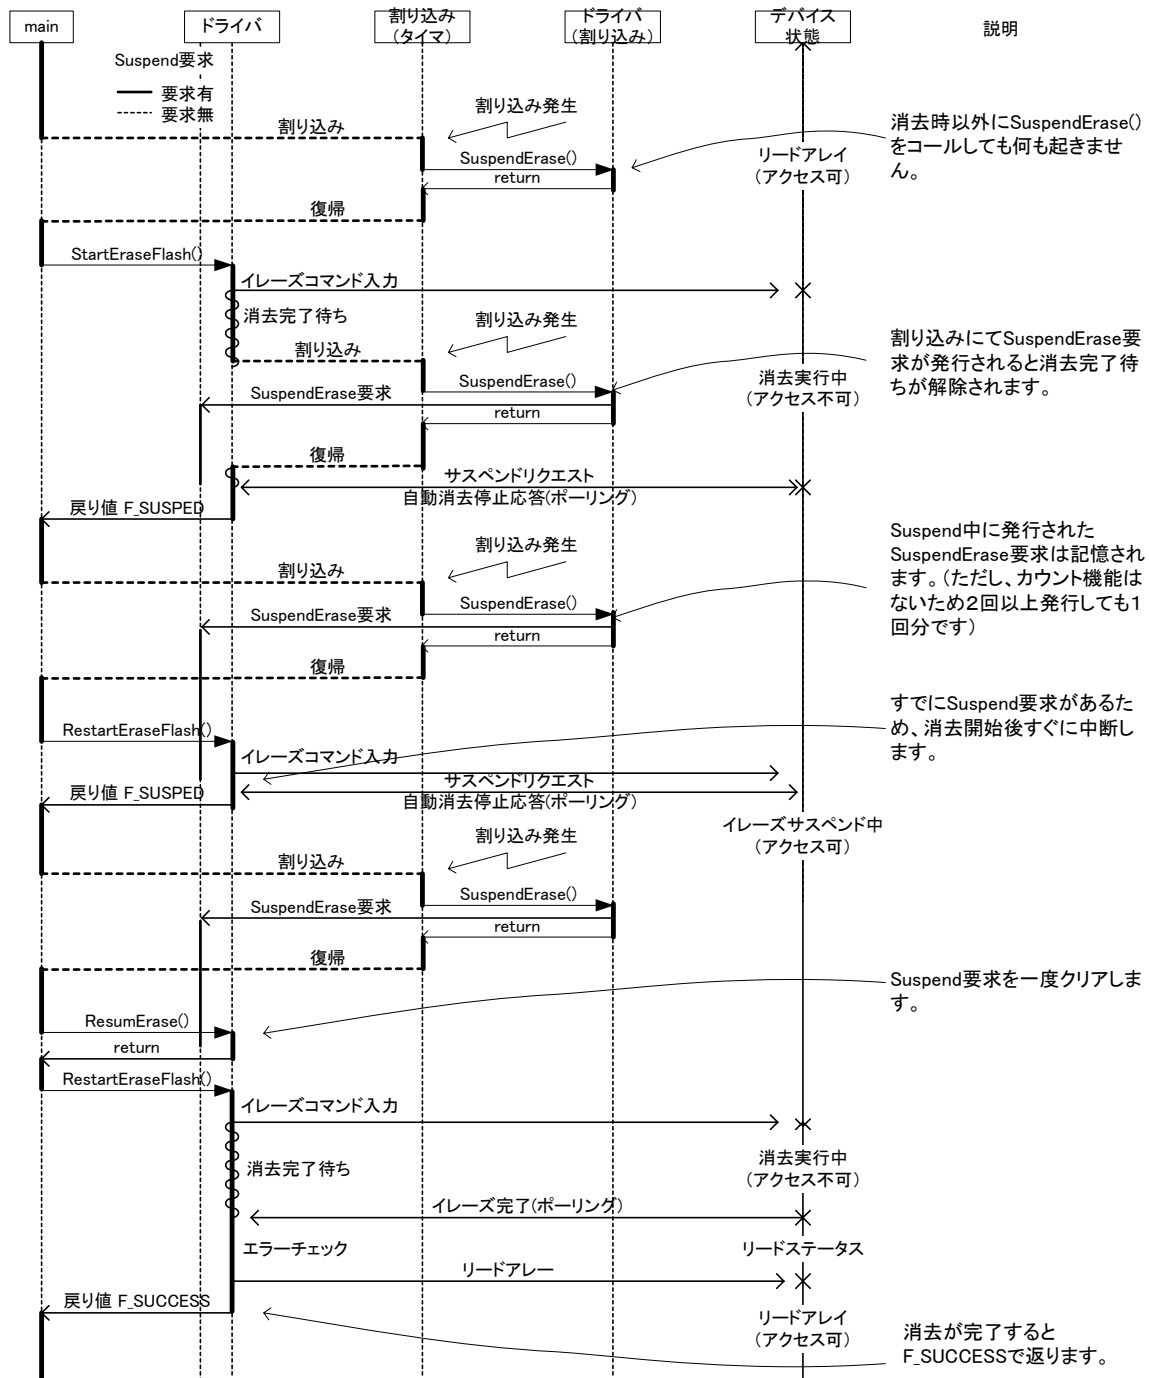 main
ドライバ
割り込み
(タイマ)
ドライバ
(割り込み)
デバイス
状態
説明
Suspend要求
要求有
要求無
割り込み
割り込み発生
消去時以外にSuspendErase()
をコールしても何も起きませ
ん。
SuspendErase()
return
リードアレイ
(アクセス可)
復帰
StartEraseFlash()
イレーズコマンド入力
消去完了待ち
割り込み発生
割り込み
割り込みにてSuspendErase要
求が発行されると消去完了待
ちが解除されます。
SuspendErase()
消去実行中
(アクセス不可)
SuspendErase要求
return
復帰
サスペンドリクエスト
自動消去停止応答(ポーリング)
戻り値 F_SUSPED
割り込み発生
Suspend中に発行された
SuspendErase要求は記憶され
ます。(ただし、カウント機能は
ないため2回以上発行しても1
回分です)
割り込み
SuspendErase()
SuspendErase要求
return
復帰
すでにSuspend要求があるた
め、消去開始後すぐに中断し
ます。
RestartEraseFlash()
イレーズコマンド入力
サスペンドリクエスト
自動消去停止応答(ポーリング)
戻り値 F_SUSPED
イレーズサスペンド中
(アクセス可)
割り込み発生
割り込み
SuspendErase()
SuspendErase要求
return
復帰
Suspend要求を一度クリアしま
す。
ResumErase()
return
RestartEraseFlash()
イレーズコマンド入力
消去完了待ち
消去実行中
(アクセス不可)
イレーズ完了(ポーリング)
エラーチェック
リードステータス
リードアレー
戻り値 F_SUCCESS
リードアレイ
(アクセス可)
消去が完了すると
F_SUCCESSで返ります。